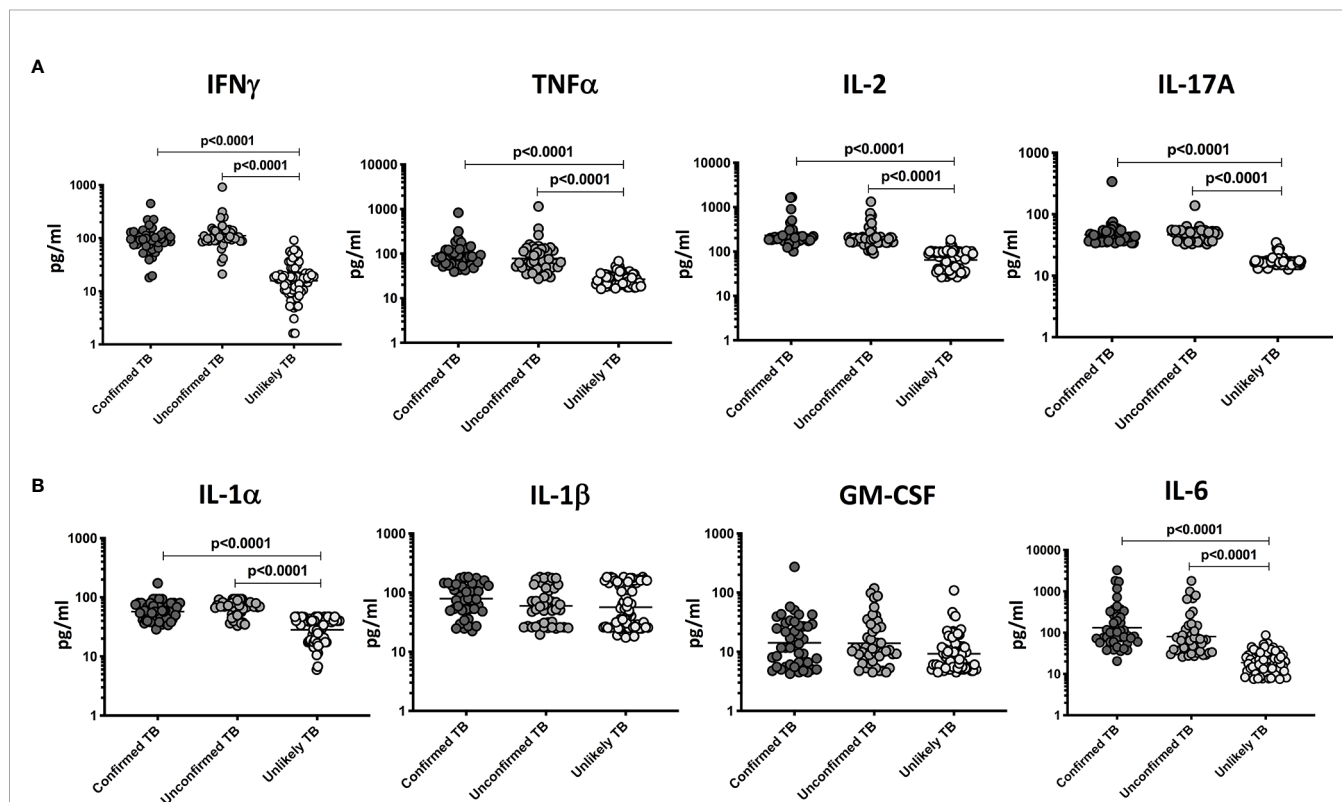 A
IFNγ
TNFα
IL-2
IL-17A
p<0.0001
p<0.0001
1000
100
10
1
pg/ml
Confirmed TB
Unconfirmed TB
Unlikely TB
p<0.0001
p<0.0001
10000
1000
100
10
1
pg/ml
Confirmed TB
Unconfirmed TB
Unlikely TB
p<0.0001
p<0.0001
10000
1000
100
10
1
pg/ml
Confirmed TB
Unconfirmed TB
Unlikely TB
p<0.0001
p<0.0001
1000
100
10
1
pg/ml
Confirmed TB
Unconfirmed TB
Unlikely TB
B
IL-1α
IL-1β
GM-CSF
IL-6
p<0.0001
p<0.0001
1000
100
10
1
pg/ml
Confirmed TB
Unconfirmed TB
Unlikely TB
1000
100
10
1
pg/ml
Confirmed TB
Unconfirmed TB
Unlikely TB
1000
100
10
1
pg/ml
Confirmed TB
Unconfirmed TB
Unlikely TB
p<0.0001
p<0.0001
10000
1000
100
10
1
pg/ml
Confirmed TB
Unconfirmed TB
Unlikely TB